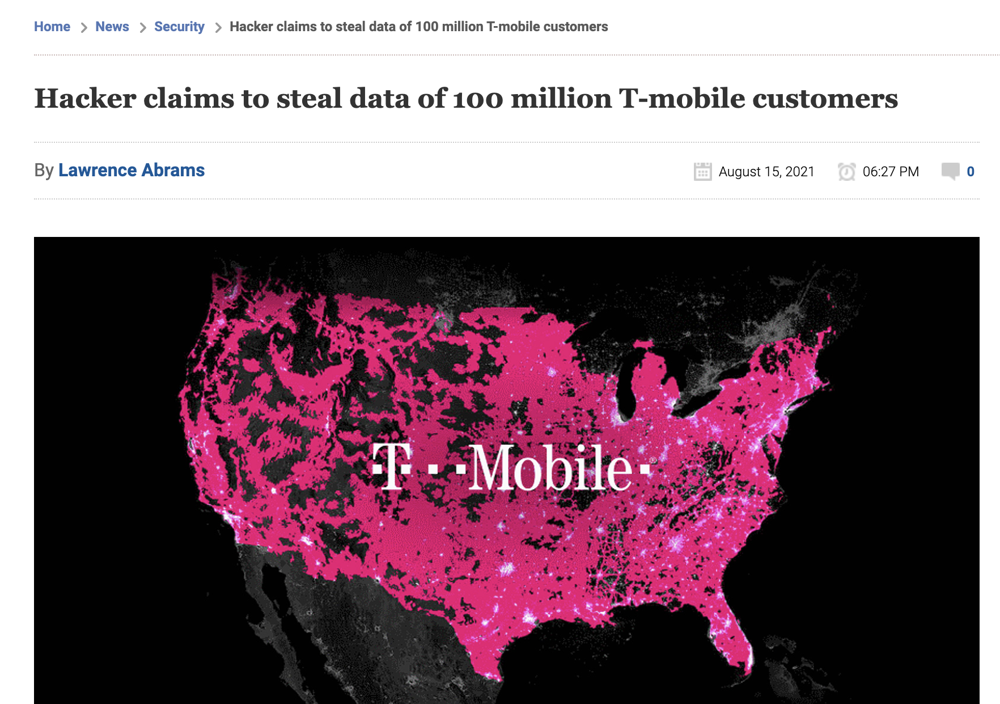 Home > News > Security > Hacker claims to steal data of 100 million T-mobile customers
Hacker claims to steal data of 100 million T-mobile customers
By Lawrence Abrams August 15, 2021 06:27 PM 0
T··Mobile·®